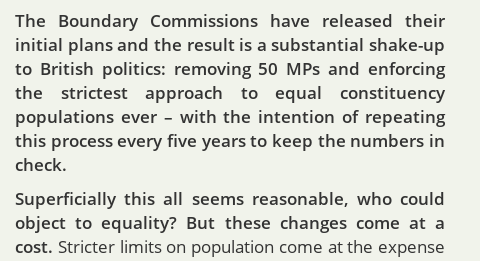 The Boundary Commissions have released their
initial plans and the result is a substantial shake-up
to British politics: removing 50 MPs and enforcing
the strictest approach to equal constituency
populations ever – with the intention of repeating
this process every five years to keep the numbers in
check.
Superficially this all seems reasonable, who could
object to equality? But these changes come at a
cost. Stricter limits on population come at the expense